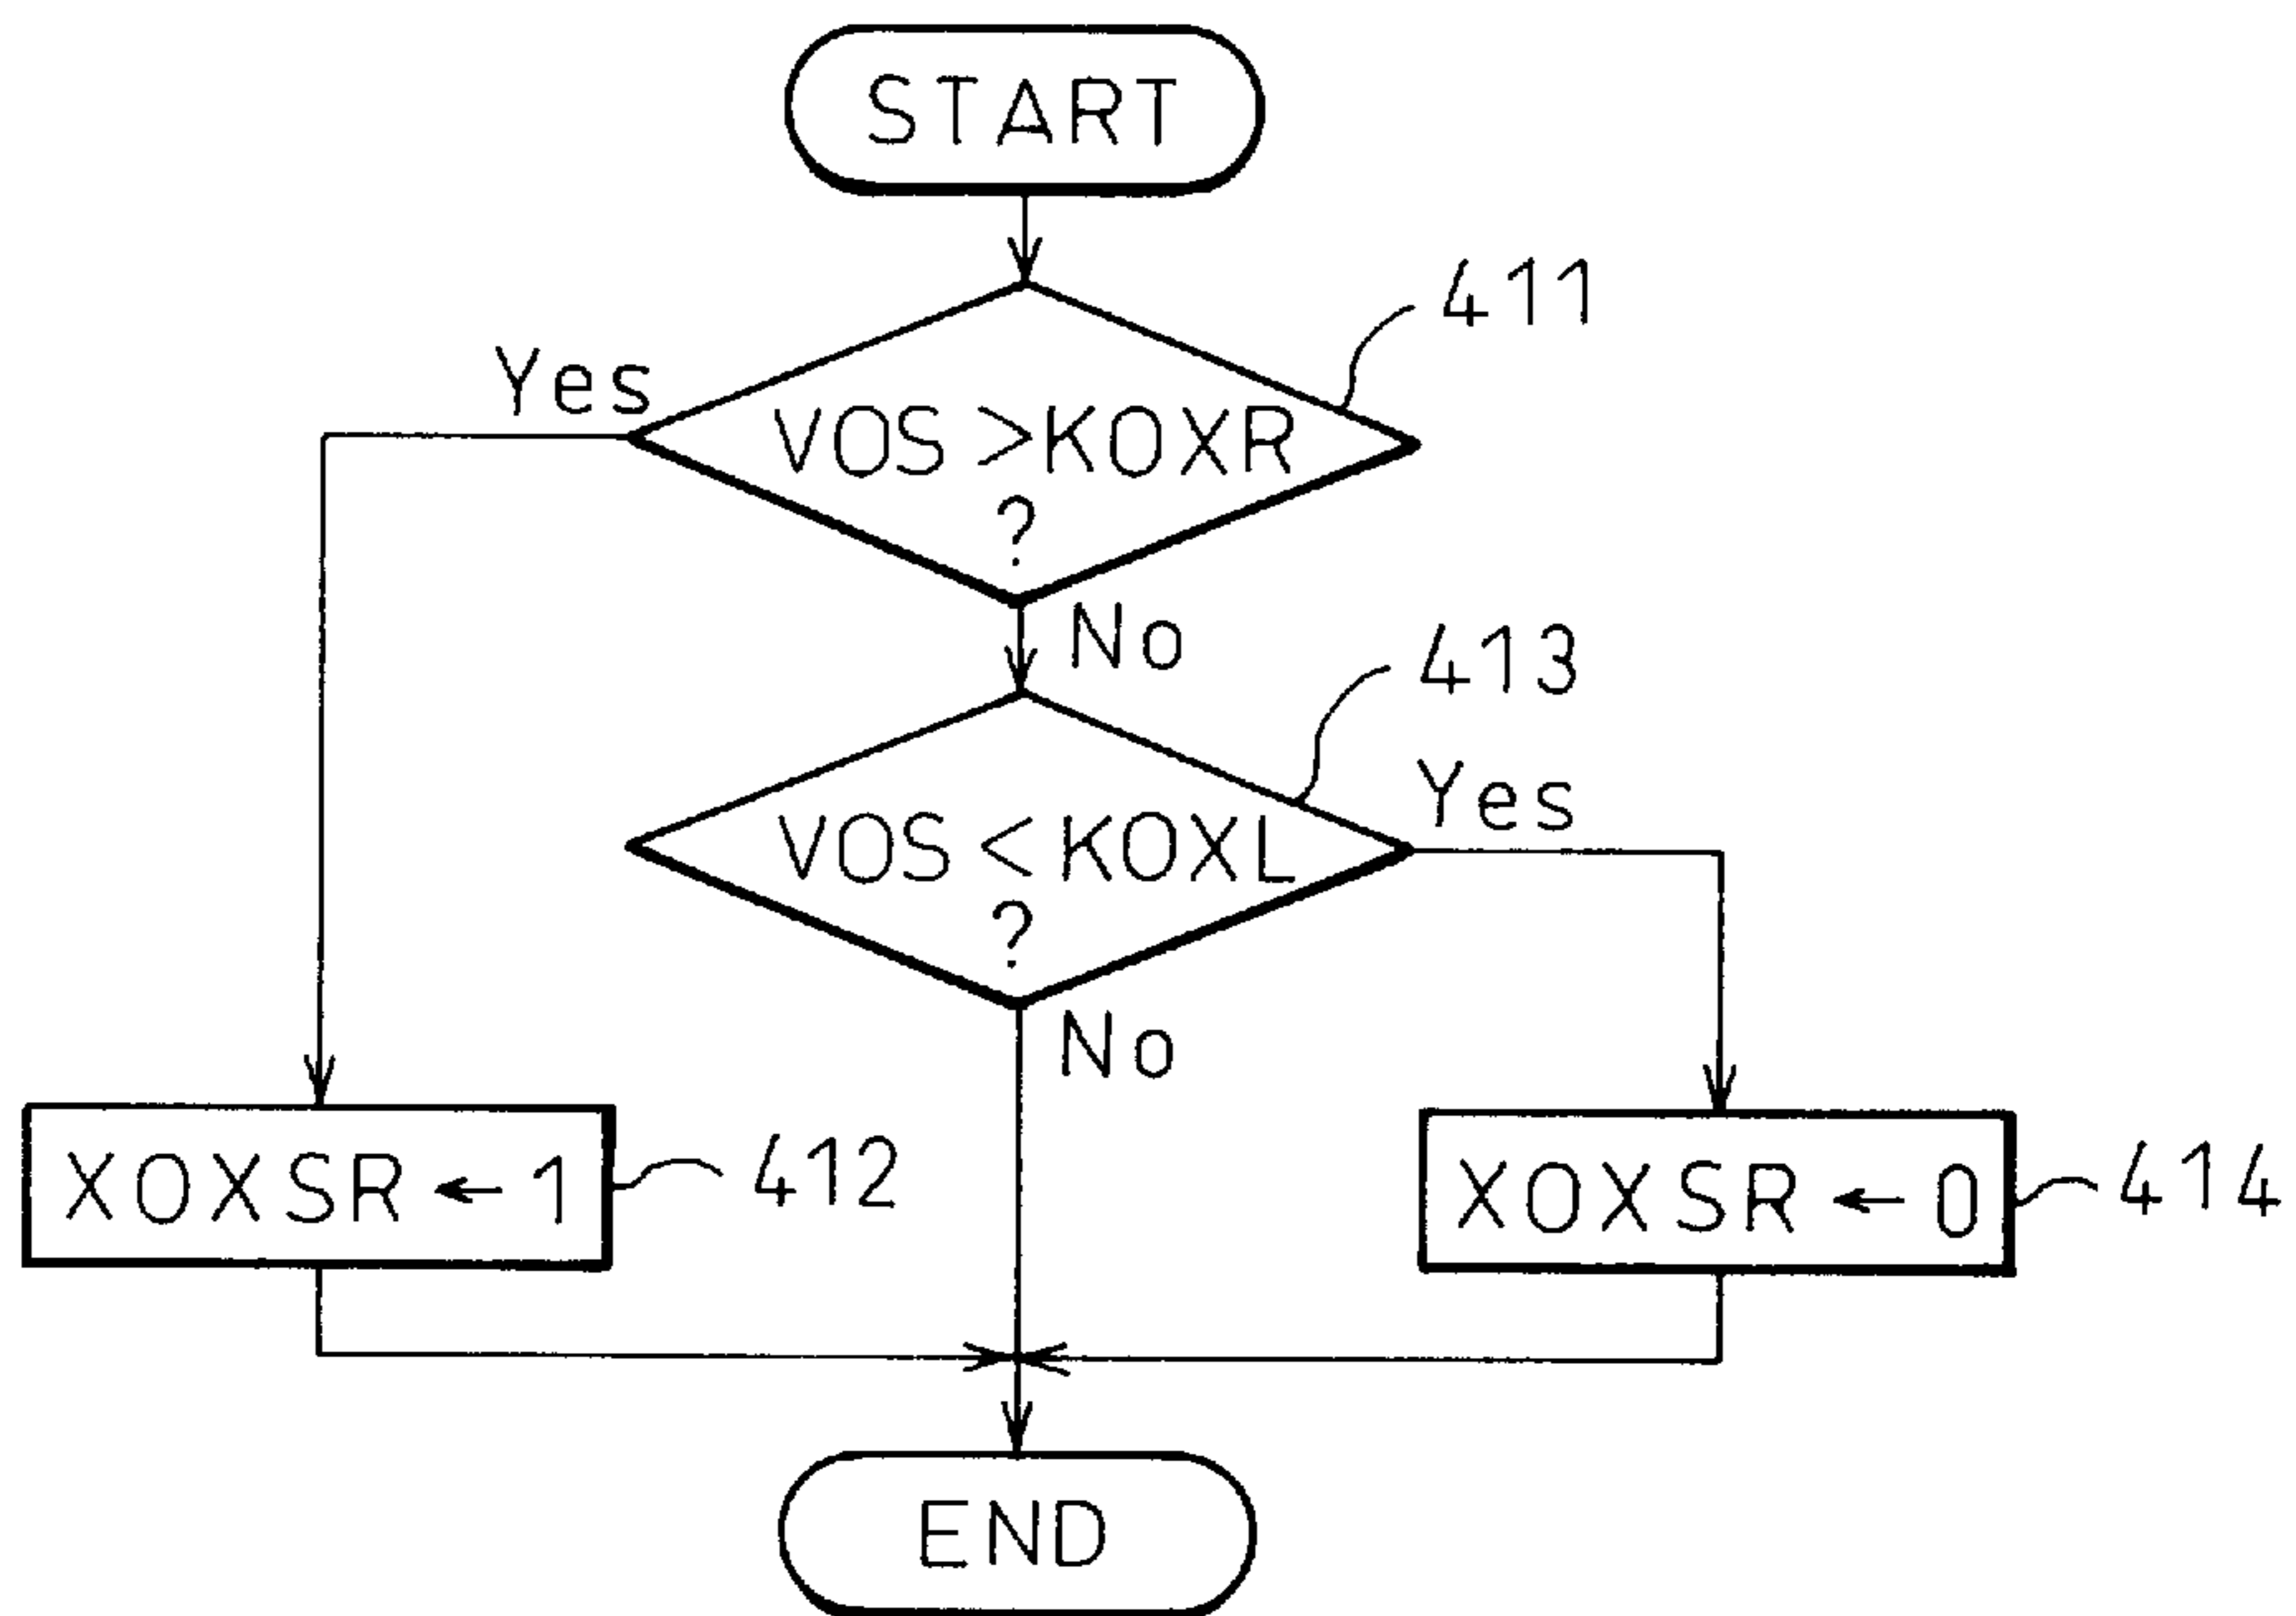 START
411
Yes
VOS >KOXR
?
No
413
Yes
VOS < KOXL
?
No
XOXSR ← 1
412
XOXSR ← 0
414
END